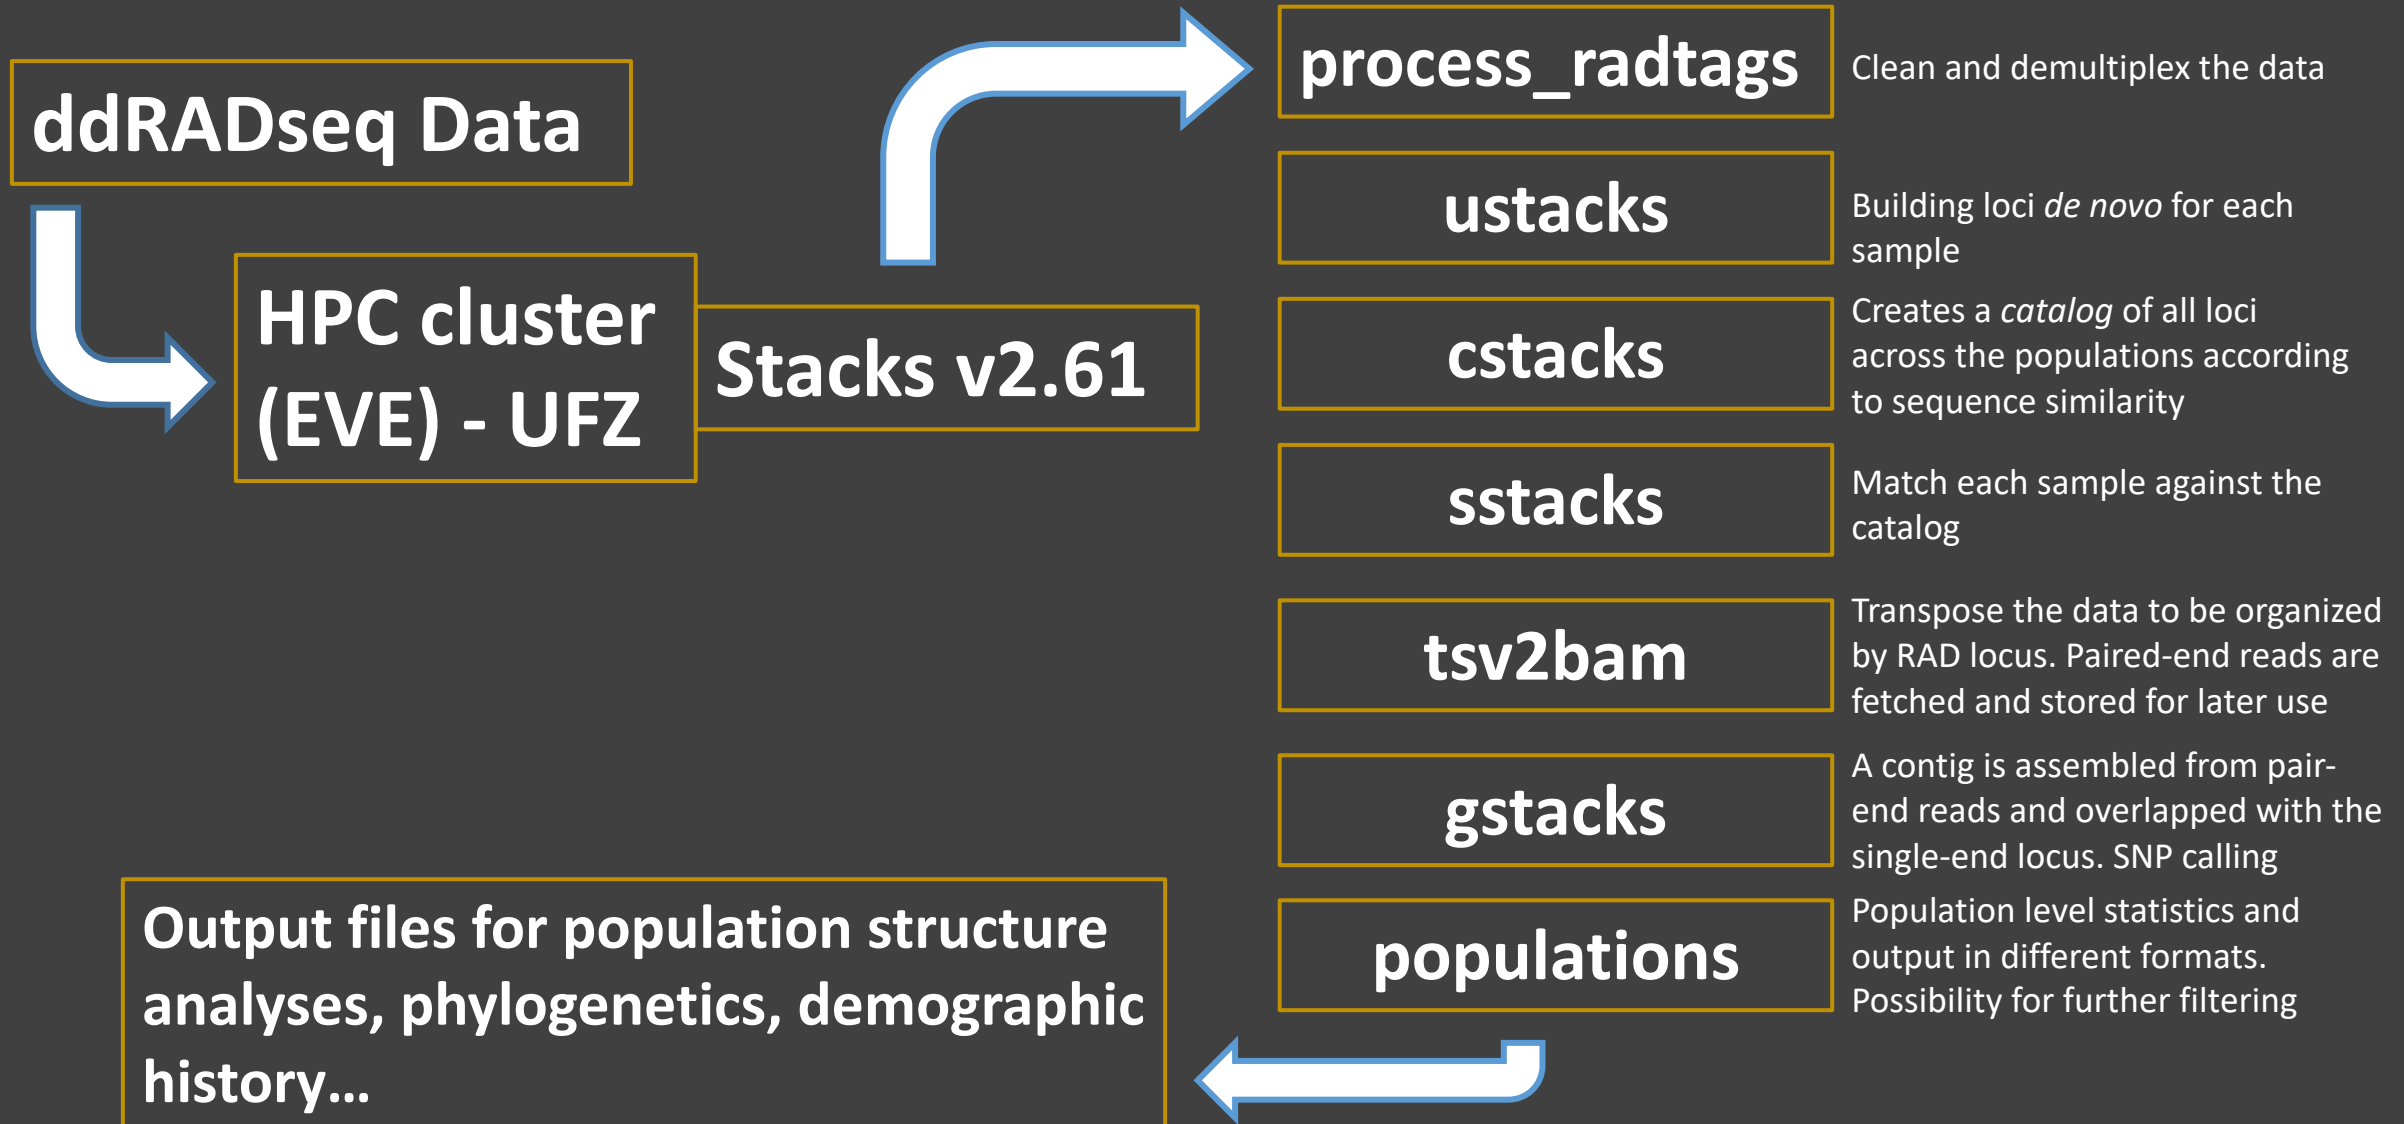 ddRADseq Data
HPC cluster
(EVE) - UFZ
Stacks v2.61
process_radtags
Clean and demultiplex the data
ustacks
Building loci de novo for each
sample
cstacks
Creates a catalog of all loci
across the populations according
to sequence similarity
sstacks
Match each sample against the
catalog
tsv2bam
Transpose the data to be organized
by RAD locus. Paired-end reads are
fetched and stored for later use
gstacks
A contig is assembled from pair-
end reads and overlapped with the
single-end locus. SNP calling
populations
Population level statistics and
output in different formats.
Possibility for further filtering
Output files for population structure
analyses, phylogenetics, demographic
history...